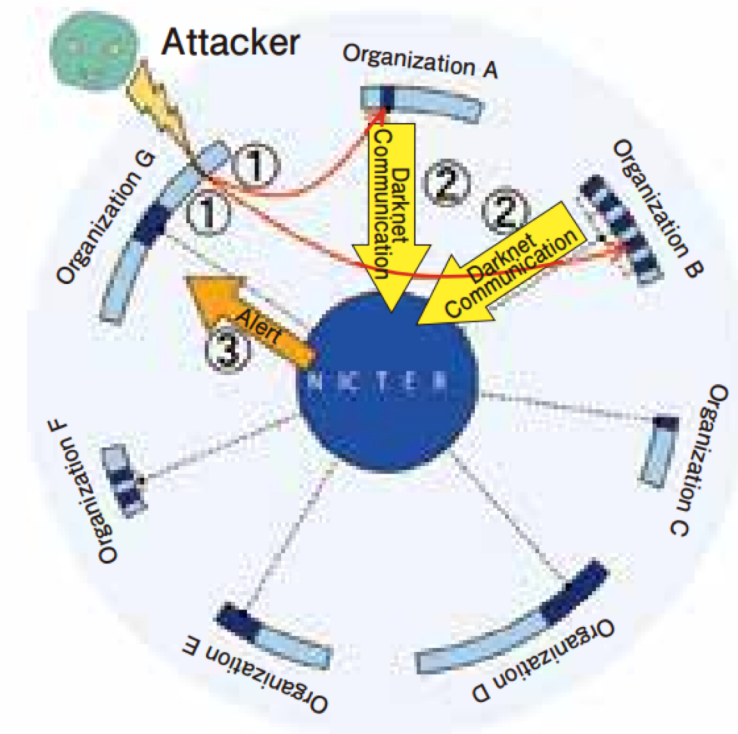 Attacker
Organization A
Organization G
①
①
Darknet
Communication
②
②
Darknet
Communication
Organization B
Alert
③
NICTER
Organization F
Organization C
Organization E
Organization D